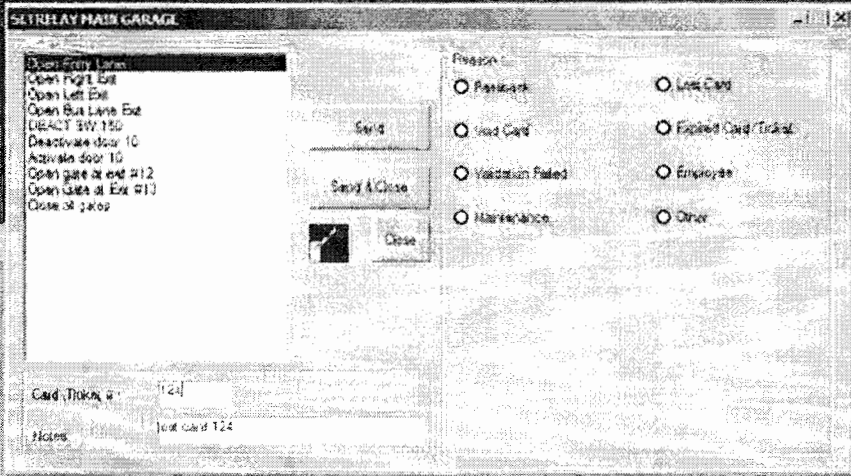 SETRELAY MAIN GARAGE
Open Entry Lanes
Open Right Exit
Open Left Exit
Open Bus Lane Exit
DEACT SW 150
Deactivate door 10
Activate door 10
Open gate at exit #12
Open Gate at Exit #13
Close all gates
Send
Send & Close
Close
Reason
Passback
Lost Card
Void Card
Expired Card/Ticket
Validation Failed
Employee
Maintenance
Other
Card /Ticket # :
124
Notes:
lost card 124